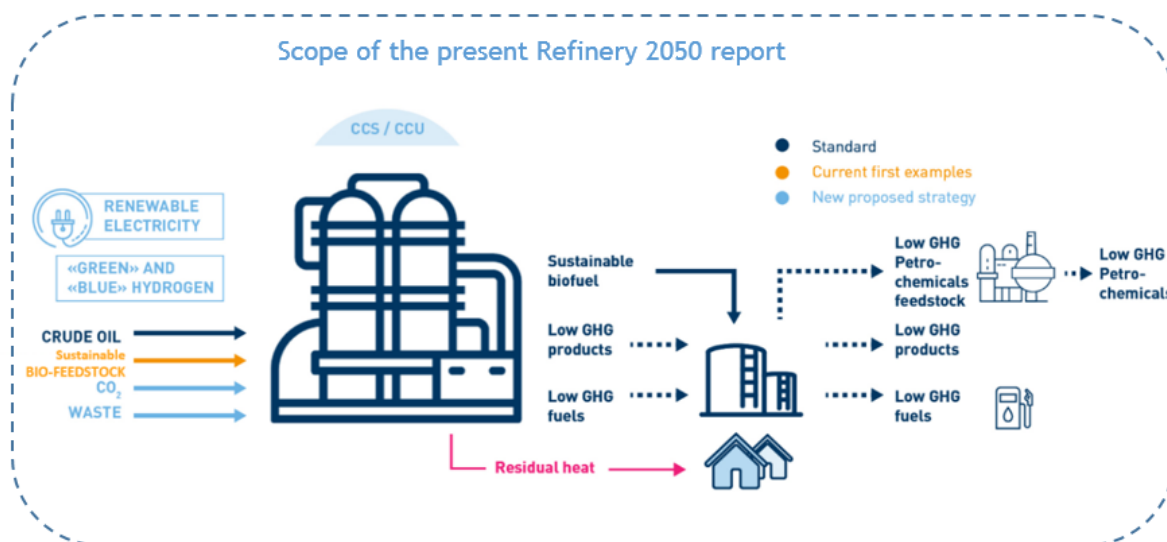 Scope of the present Refinery 2050 report
CCS / CCU
Standard
Current first examples
New proposed strategy
RENEWABLE
ELECTRICITY
«GREEN» AND
«BLUE» HYDROGEN
CRUDE OIL
Sustainable
BIO-FEEDSTOCK
CO₂
WASTE
Sustainable
biofuel
Low GHG
products
Low GHG
fuels
Residual heat
Low GHG
Petro-
chemicals
feedstock
Low GHG
Petro-
chemicals
Low GHG
products
Low GHG
fuels